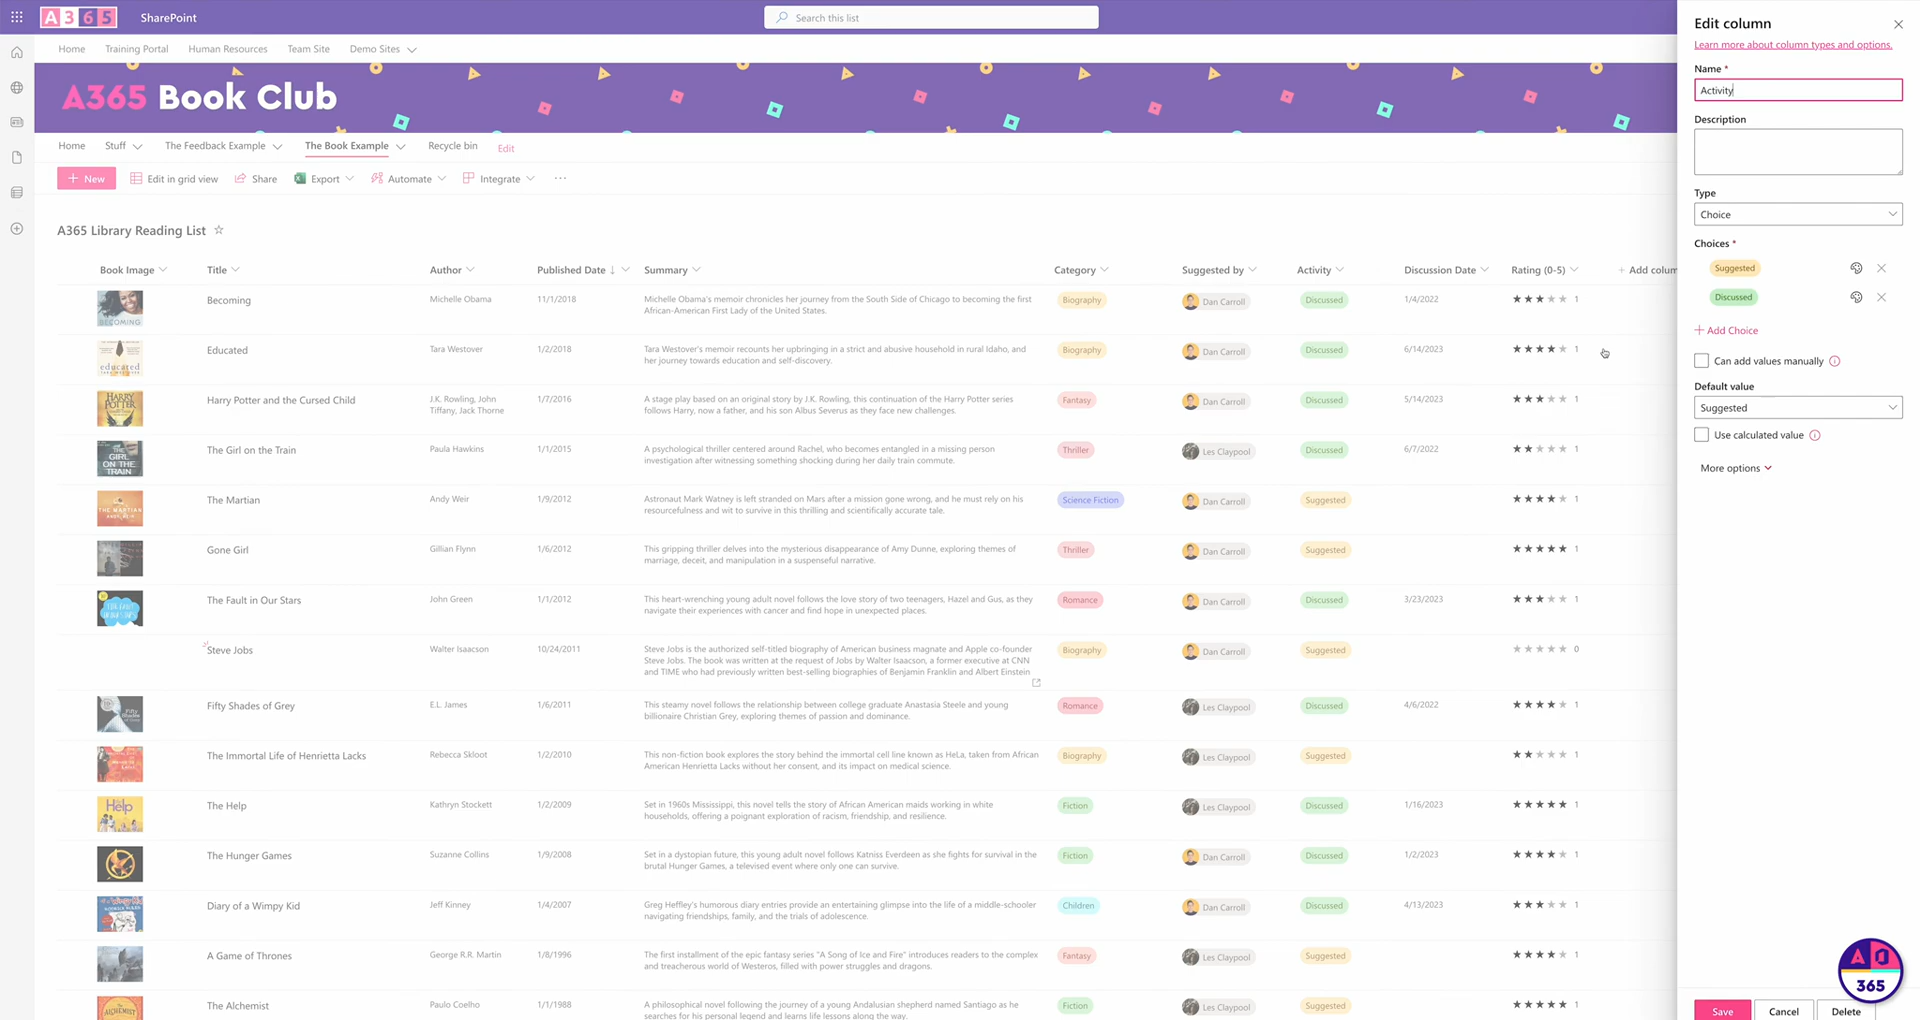 A365 SharePoint
Search this list
Home Training Portal Human Resources Team Site Demo Sites
A365 Book Club
Home Stuff The Feedback Example The Book Example Recycle bin Edit
+ New Edit in grid view Share Export Automate Integrate ...
A365 Library Reading List
Book Image Title Author Published Date ↓ Summary Category Suggested by Activity Discussion Date Rating (0-5) + Add colum
BECOMING
Becoming
Michelle Obama
11/1/2018
Michelle Obama's memoir chronicles her journey from the South Side of Chicago to becoming the first
African-American First Lady of the United States.
Biography
Dan Carroll
Discussed
1/4/2022
1
educated
Educated
Tara Westover
1/2/2018
Tara Westover's memoir recounts her upbringing in a strict and abusive household in rural Idaho, and
her journey towards education and self-discovery.
Biography
Dan Carroll
Discussed
6/14/2023
1
HARRY
POTTER
Harry Potter and the Cursed Child
J.K. Rowling, John
Tiffany, Jack Thorne
1/7/2016
A stage play based on an original story by J.K. Rowling, this continuation of the Harry Potter series
follows Harry, now a father, and his son Albus Severus as they face new challenges.
Fantasy
Dan Carroll
Discussed
5/14/2023
1
THE
GIRL
ON THE
TRAIN
The Girl on the Train
Paula Hawkins
1/1/2015
A psychological thriller centered around Rachel, who becomes entangled in a missing person
investigation after witnessing something shocking during her daily train commute.
Thriller
Les Claypool
Discussed
6/7/2022
1
THE MARTIAN
ANDY WEIR
The Martian
Andy Weir
1/9/2012
Astronaut Mark Watney is left stranded on Mars after a mission gone wrong, and he must rely on his
resourcefulness and wit to survive in this thrilling and scientifically accurate tale.
Science Fiction
Dan Carroll
Suggested
1
Gone Girl
Gillian Flynn
1/6/2012
This gripping thriller delves into the mysterious disappearance of Amy Dunne, exploring themes of
marriage, deceit, and manipulation in a suspenseful narrative.
Thriller
Dan Carroll
Suggested
1
The Fault in Our Stars
John Green
1/1/2012
This heart-wrenching young adult novel follows the love story of two teenagers, Hazel and Gus, as they
navigate their experiences with cancer and find hope in unexpected places.
Romance
Dan Carroll
Discussed
3/23/2023
1
Steve Jobs
Walter Isaacson
10/24/2011
Steve Jobs is the authorized self-titled biography of American business magnate and Apple co-founder
Steve Jobs. The book was written at the request of Jobs by Walter Isaacson, a former executive at CNN
and TIME who had previously written best-selling biographies of Benjamin Franklin and Albert Einstein
Biography
Dan Carroll
Suggested
0
Fifty Shades of Grey
E.L. James
1/6/2011
This steamy novel follows the relationship between college graduate Anastasia Steele and young
billionaire Christian Grey, exploring themes of passion and dominance.
Romance
Les Claypool
Discussed
4/6/2022
1
The Immortal Life of Henrietta Lacks
Rebecca Skloot
1/2/2010
This non-fiction book explores the story behind the immortal cell line known as HeLa, taken from African
American Henrietta Lacks without her consent, and its impact on medical science.
Biography
Les Claypool
Suggested
1
Help
The Help
Kathryn Stockett
1/2/2009
Set in 1960s Mississippi, this novel tells the story of African American maids working in white
households, offering a poignant exploration of racism, friendship, and resilience.
Fiction
Les Claypool
Discussed
1/16/2023
1
The Hunger Games
Suzanne Collins
1/9/2008
Set in a dystopian future, this young adult novel follows Katniss Everdeen as she fights for survival in the
brutal Hunger Games, a televised event where only one can survive.
Fiction
Dan Carroll
Discussed
1/2/2023
1
Diary of a Wimpy Kid
Jeff Kinney
1/4/2007
Greg Heffley's humorous diary entries provide an entertaining glimpse into the life of a middle-schooler
navigating friendships, family, and the trials of adolescence.
Children
Dan Carroll
Discussed
4/13/2023
1
A Game of Thrones
George R.R. Martin
1/8/1996
The first installment of the epic fantasy series "A Song of Ice and Fire" introduces readers to the complex
and treacherous world of Westeros, filled with power struggles and dragons.
Fantasy
Les Claypool
Suggested
1
ALCHEMIST
The Alchemist
Paulo Coelho
1/1/1988
A philosophical novel following the journey of a young Andalusian shepherd named Santiago as he
searches for his personal legend and learns life lessons along the way.
Fiction
Les Claypool
Suggested
1
Edit column
Learn more about column types and options.
Name *
Activity
Description
Type
Choice
Choices *
Suggested
Discussed
+ Add Choice
Can add values manually
Default value
Suggested
Use calculated value
More options
Save Cancel Delete
365